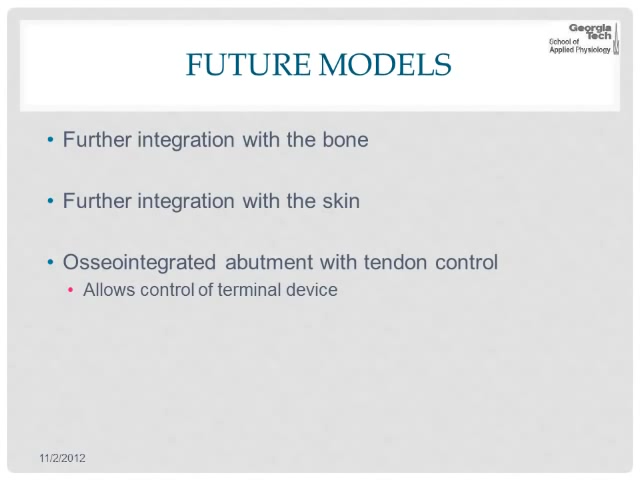 Georgia
Tech
School of
Applied Physiology
FUTURE MODELS
• Further integration with the bone
• Further integration with the skin
• Osseointegrated abutment with tendon control
• Allows control of terminal device
11/2/2012